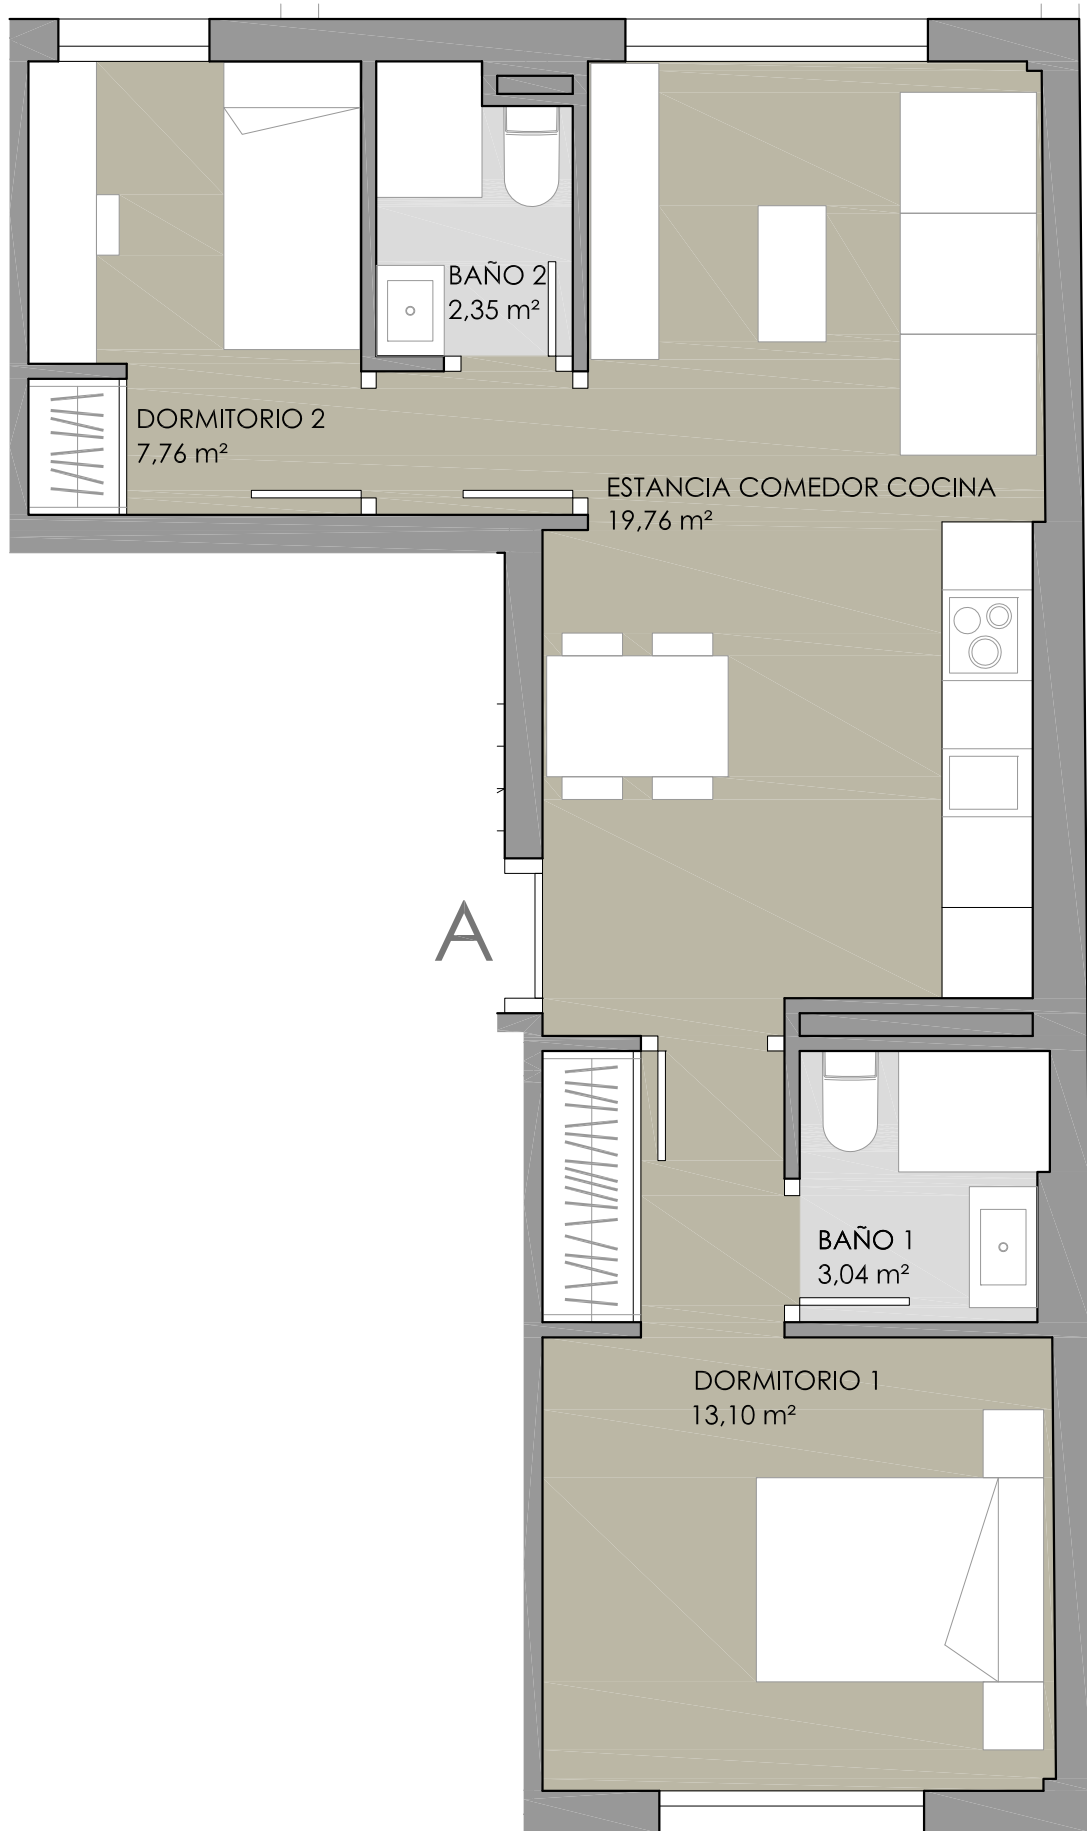 BAÑO 2
2,35 m²
DORMITORIO 2
7,76 m²
ESTANCIA COMEDOR COCINA
19,76 m²
A
BAÑO 1
3,04 m²
DORMITORIO 1
13,10 m²